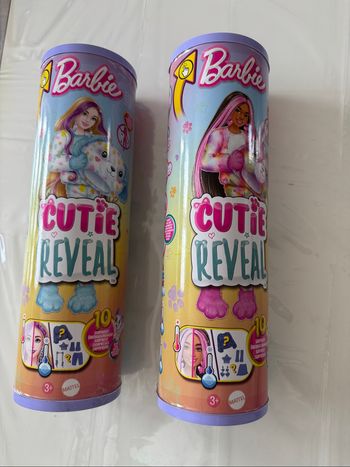 Barbie
CUTIE
REVEAL
10
3+
MATTEL
Barbie
CUTIE
REVEAL
10
3+
MATTEL